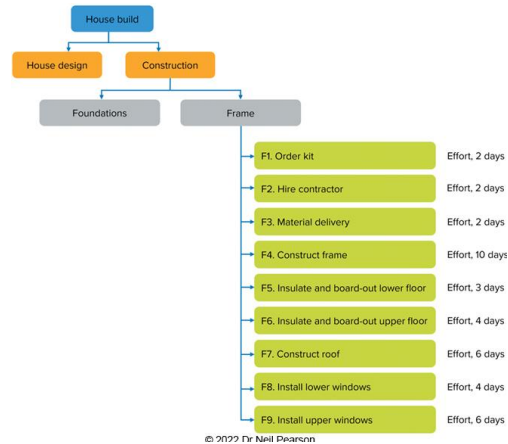 House build
House design
Construction
Foundations
Frame
F1. Order kit
Effort, 2 days
F2. Hire contractor
Effort, 2 days
F3. Material delivery
Effort, 2 days
F4. Construct frame
Effort, 10 days
F5. Insulate and board-out lower floor
Effort, 3 days
F6. Insulate and board-out upper floor
Effort, 4 days
F7. Construct roof
Effort, 6 days
F8. Install lower windows
Effort, 4 days
F9. Install upper windows
Effort, 6 days
© 2022 Dr Neil Pearson